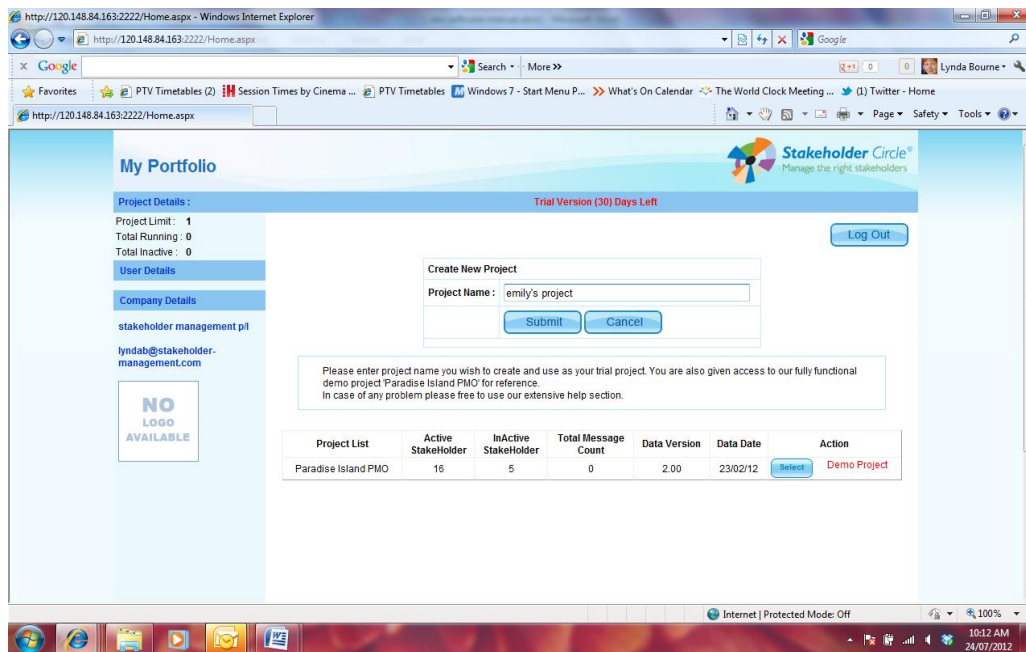 http://120.148.84.163:2222/Home.aspx - Windows Internet Explorer
http://120.148.84.163:2222/Home.aspx
Google
x Google
Search
More >>
+1 0
0
Lynda Bourne
Favorites
PTV Timetables (2)
Session Times by Cinema ...
PTV Timetables
Windows 7 - Start Menu P...
What's On Calendar
The World Clock Meeting ...
(1) Twitter - Home
http://120.148.84.163:2222/Home.aspx
Page
Safety
Tools
My Portfolio
Stakeholder Circle®
Manage the right stakeholders
Project Details :
Trial Version (30) Days Left
Project Limit : 1
Total Running : 0
Total Inactive : 0
Log Out
User Details
Company Details
stakeholder management p/l
lyndab@stakeholder-
management.com
NO
LOGO
AVAILABLE
Create New Project
Project Name : emily's project
Submit Cancel
Please enter project name you wish to create and use as your trial project. You are also given access to our fully functional
demo project 'Paradise Island PMO' for reference.
In case of any problem please free to use our extensive help section.
Project List
Active
StakeHolder
InActive
StakeHolder
Total Message
Count
Data Version
Data Date
Action
Paradise Island PMO 16 5 0 2.00 23/02/12 Select Demo Project
Internet | Protected Mode: Off
100%
10:12 AM
24/07/2012